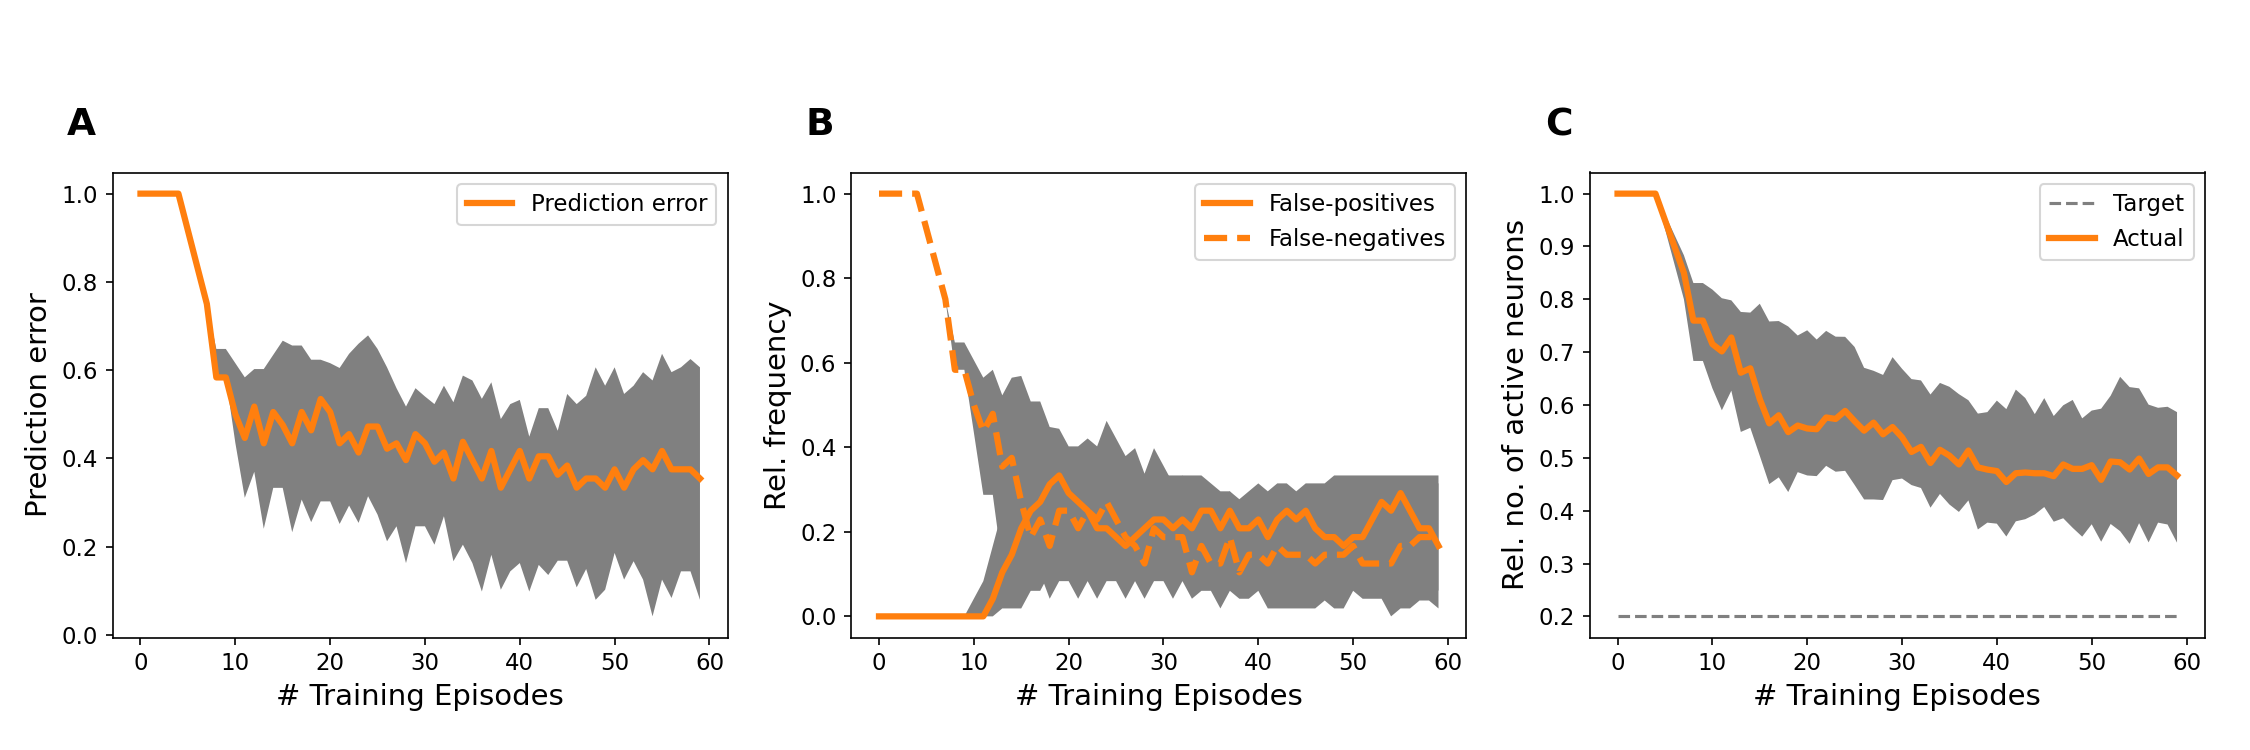 A
B
C
Prediction error
False-positives
False-negatives
Target
Actual
Prediction error
1.0
0.8
0.6
0.4
0.2
0.0
0 10 20 30 40 50 60
# Training Episodes
Rel. frequency
1.0
0.8
0.6
0.4
0.2
0.0
0 10 20 30 40 50 60
# Training Episodes
Rel. no. of active neurons
1.0
0.9
0.8
0.7
0.6
0.5
0.4
0.3
0.2
0 10 20 30 40 50 60
# Training Episodes